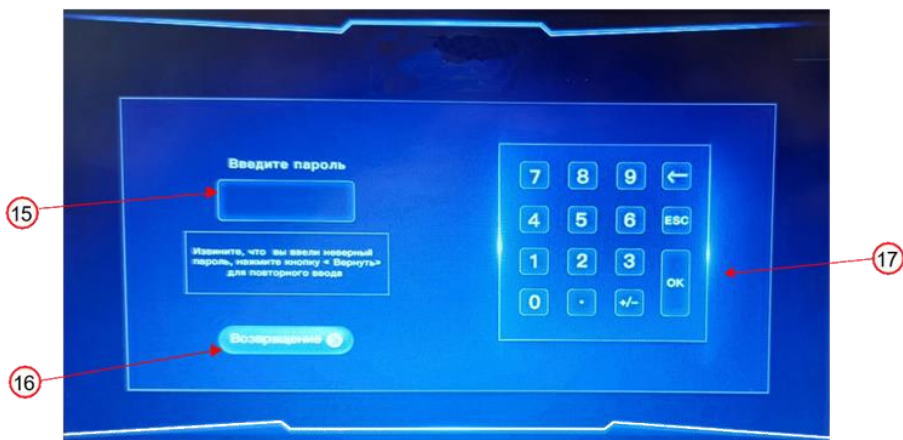 Введите пароль
7 8 9 ←
15
4 5 6 ESC
Извините, что вы ввели неверный
пароль, нажмите кнопку < Вернуть>
для повторного ввода
1 2 3
OK
17
0 . +/-
Возвращение
16